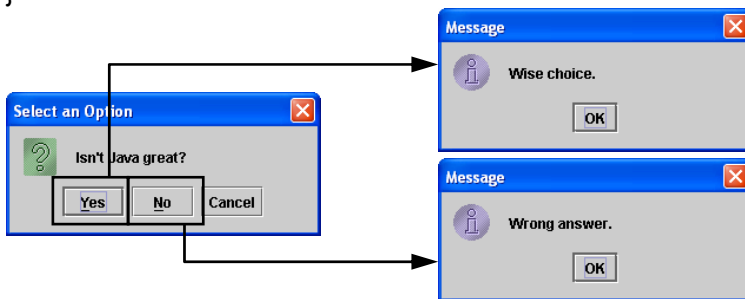 }
Message
Wise choice.
OK
Select an Option
Isn't Java great?
Yes No Cancel
Message
Wrong answer.
OK